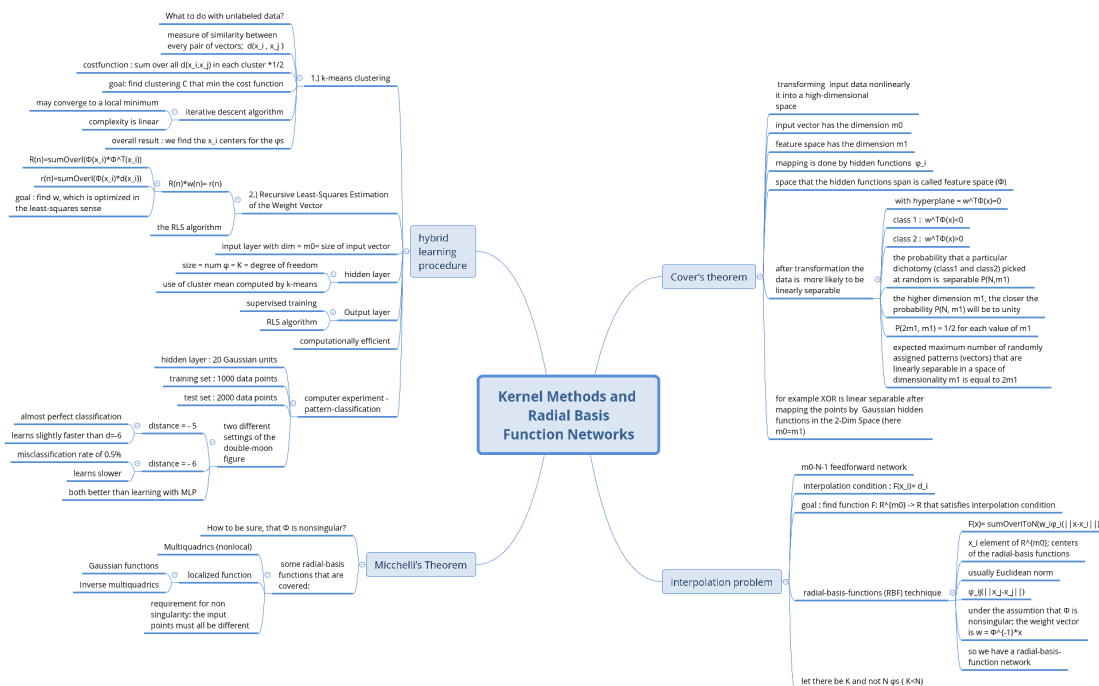 Kernel Methods and
Radial Basis
Function Networks
Cover's theorem
transforming input data nonlinearly
it into a high-dimensional
space
input vector has the dimension m0
feature space has the dimension m1
mapping is done by hidden functions φ_i
space that the hidden functions span is called feature space (Φ)
after transformation the
data is more likely to be
linearly separable
with hyperplane = w^TΦ(x)=0
class 1 : w^TΦ(x)<0
class 2 : w^TΦ(x)>0
the probability that a particular
dichotomy (class1 and class2) picked
at random is separable P(N,m1)
the higher dimension m1, the closer the
probability P(N, m1) will be to unity
P(2m1, m1) = 1/2 for each value of m1
expected maximum number of randomly
assigned patterns (vectors) that are
linearly separable in a space of
dimensionality m1 is equal to 2m1
for example XOR is linear separable after
mapping the points by Gaussian hidden
functions in the 2-Dim Space (here
m0=m1)
interpolation problem
m0-N-1 feedforward network
interpolation condition : F(x_i)= d_i
goal : find function F: R^{m0} -> R that satisfies interpolation condition
radial-basis-functions (RBF) technique
F(x)= sumOverIToN(w_iφ_i(||x-x_i||)
x_i element of R^{m0}; centers
of the radial-basis functions
usually Euclidean norm
φ_ij(||x_j-x_j||)
under the assumtion that Φ is
nonsingular; the weight vector
is w = Φ^{-1}*x
so we have a radial-basis-
function network
let there be K and not N φs ( K<N)
hybrid
learning
procedure
1.) k-means clustering
What to do with unlabeled data?
measure of similarity between
every pair of vectors; d(x_i , x_j )
costfunction : sum over all d(x_i,x_j) in each cluster *1/2
goal: find clustering C that min the cost function
iterative descent algorithm
may converge to a local minimum
complexity is linear
overall result : we find the x_i centers for the φs
2.) Recursive Least-Squares Estimation
of the Weight Vector
R(n)*w(n)= r(n)
R(n)=sumOverI(Φ(x_i)*Φ^T(x_i))
r(n)=sumOverI(Φ(x_i)*d(x_i))
goal : find w, which is optimized in
the least-squares sense
the RLS algorithm
input layer with dim = m0= size of input vector
hidden layer
size = num φ = K = degree of freedom
use of cluster mean computed by k-means
Output layer
supervised training
RLS algorithm
computationally efficient
computer experiment -
pattern-classification
hidden layer : 20 Gaussian units
training set : 1000 data points
test set : 2000 data points
two different
settings of the
double-moon
figure
distance = - 5
almost perfect classification
learns slightly faster than d=-6
distance = - 6
misclassification rate of 0.5%
learns slower
both better than learning with MLP
Micchelli's Theorem
How to be sure, that Φ is nonsingular?
some radial-basis
functions that are
covered:
Multiquadrics (nonlocal)
localized function
Gaussian functions
Inverse multiquadrics
requirement for non
singularity: the input
points must all be different